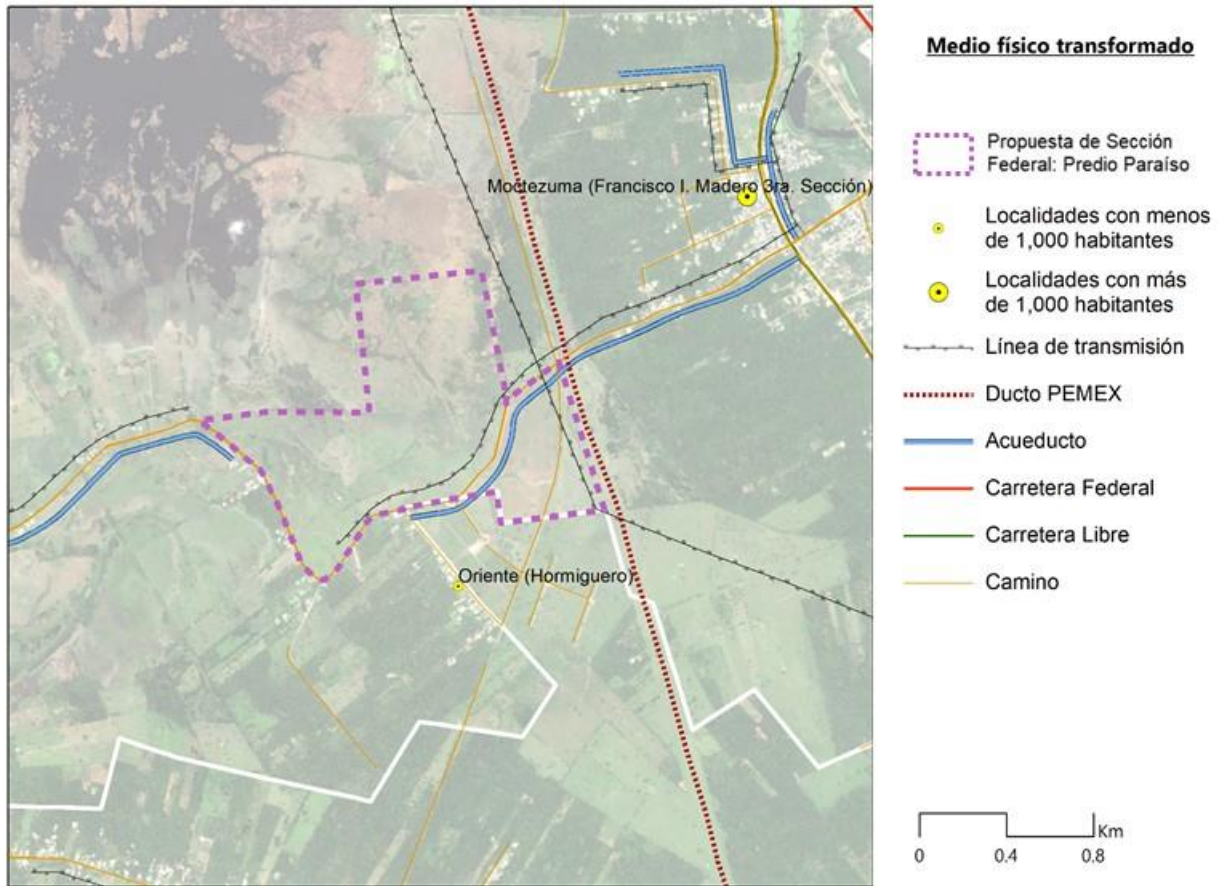 Medio físico transformado
Propuesta de Sección
Federal: Predio Paraíso
Localidades con menos
de 1,000 habitantes
Localidades con más
de 1,000 habitantes
Línea de transmisión
Ducto PEMEX
Acueducto
Carretera Federal
Carretera Libre
Camino
Moctezuma (Francisco I. Madero 3ra. Sección)
Oriente (Hormiguero)
Km
0 0.4 0.8